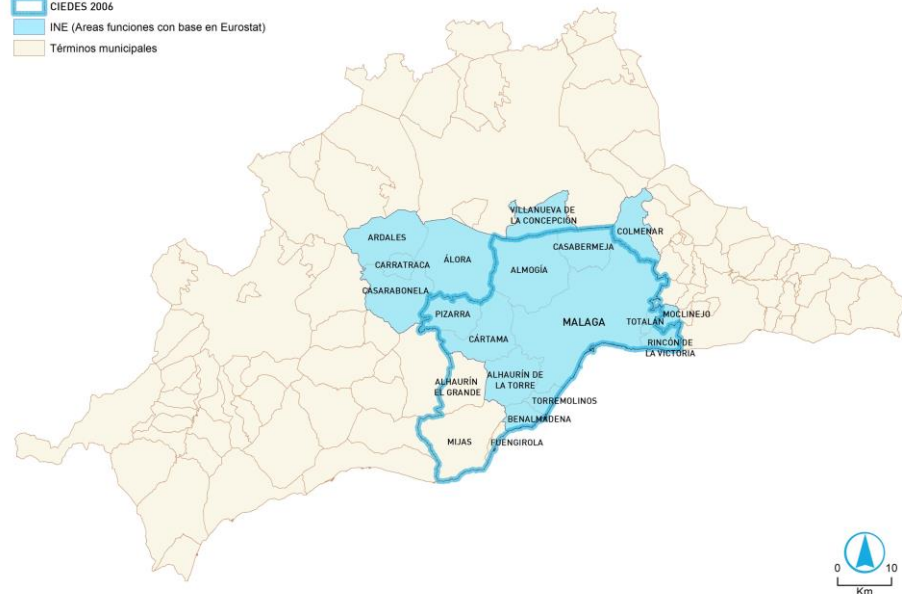 CIEDES 2006
INE (Areas funciones con base en Eurostat)
Términos municipales
VILLANUEVA DE
LA CONCEPCIÓN
COLMENAR
ARDALES
CASABERMEJA
CARRATRACA
ÁLORA
ALMOGÍA
CASARABONELA
PIZARRA
MOCLINEJO
MALAGA
TOTALÁN
CÁRTAMA
RINCÓN DE
LA VICTORIA
ALHAURÍN
EL GRANDE
ALHAURÍN DE
LA TORRE
TORREMOLINOS
BENALMADENA
MIJAS
FUENGIROLA
0 10
Km